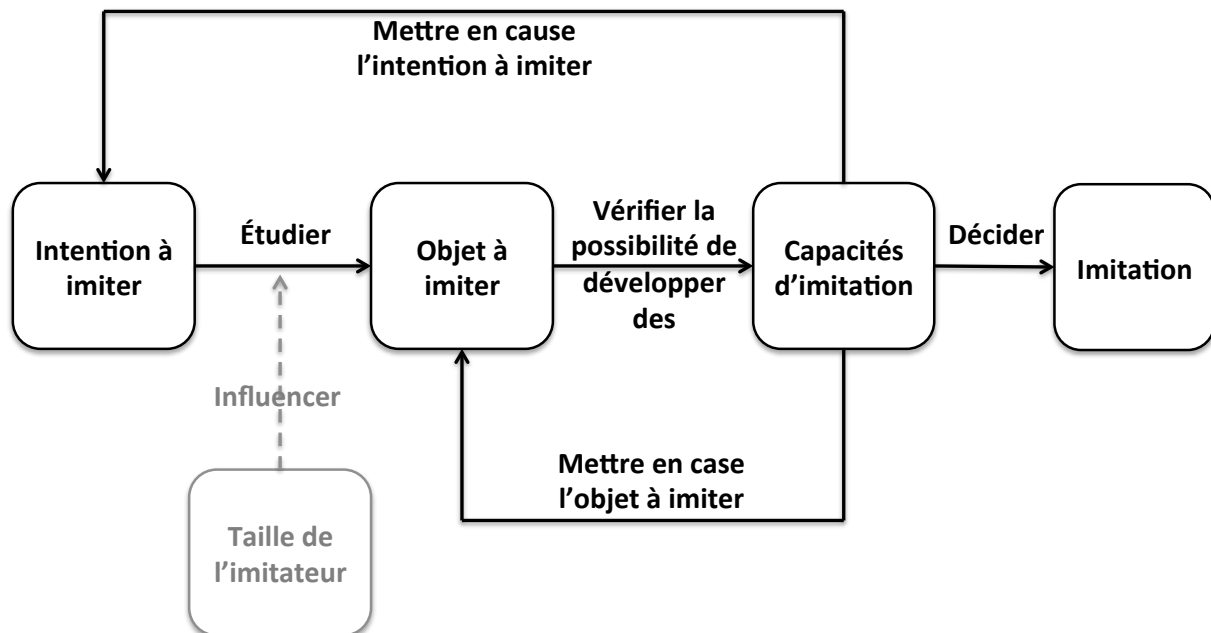 Mettre en cause
l’intention à imiter
Intention à
imiter
Étudier
Objet à
imiter
Vérifier la
possibilité de
développer
des
Capacités
d’imitation
Décider
Imitation
Influencer
Mettre en case
l’objet à imiter
Taille de
l’imitateur